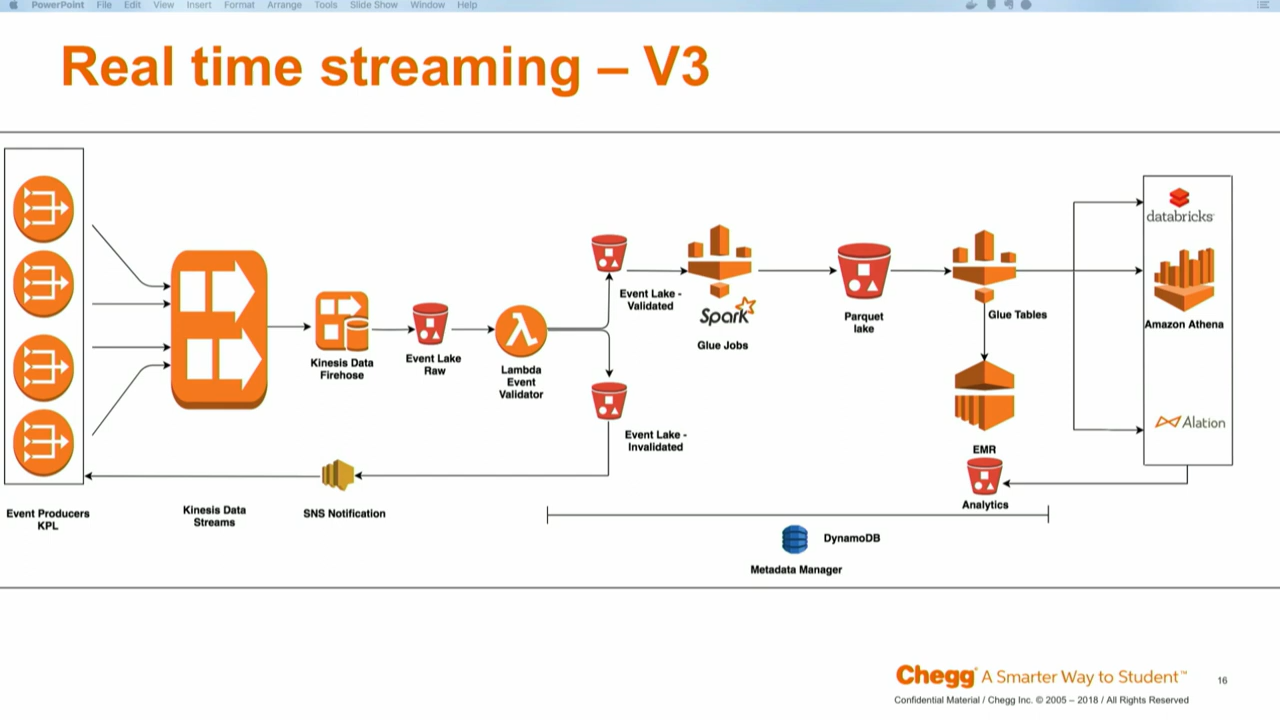 PowerPoint File Edit View Insert Format Arrange Tools Slide Show Window Help
Real time streaming – V3
Event Producers
KPL
Kinesis Data
Streams
Kinesis Data
Firehose
Event Lake
Raw
Lambda
Event
Validator
Event Lake -
Validated
Event Lake -
Invalidated
SNS Notification
Spark
Glue Jobs
Parquet
lake
Glue Tables
EMR
Analytics
databricks
Amazon Athena
Alation
DynamoDB
Metadata Manager
Chegg® A Smarter Way to Student™
Confidential Material / Chegg Inc. © 2005 – 2018 / All Rights Reserved
16